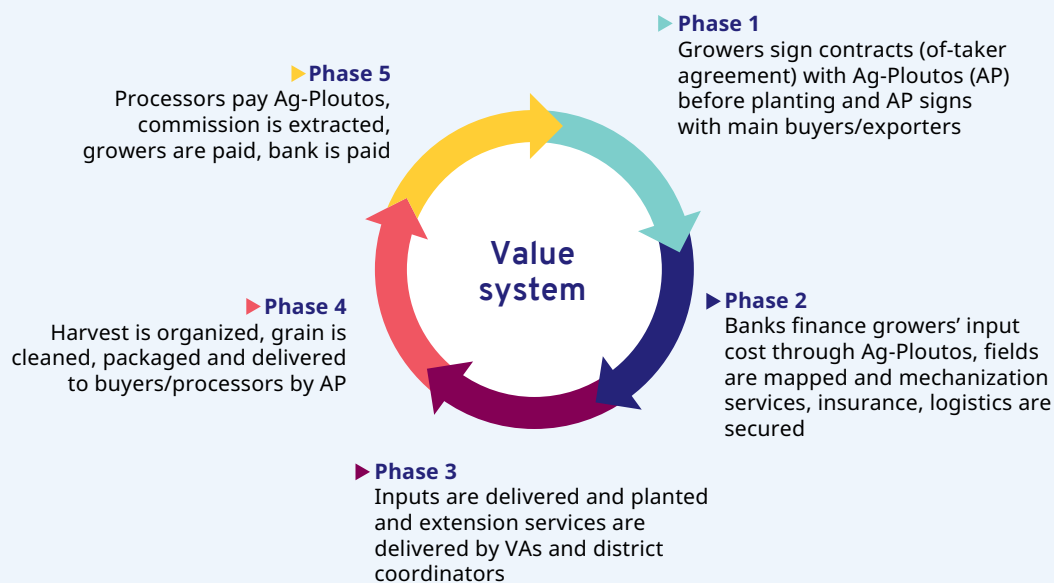 Phase 1
Growers sign contracts (of-taker
agreement) with Ag-Ploutos (AP)
before planting and AP signs
with main buyers/exporters
Phase 2
Banks finance growers’ input
cost through Ag-Ploutos, fields
are mapped and mechanization
services, insurance, logistics are
secured
Phase 3
Inputs are delivered and planted
and extension services are
delivered by VAs and district
coordinators
Phase 4
Harvest is organized, grain is
cleaned, packaged and delivered
to buyers/processors by AP
Phase 5
Processors pay Ag-Ploutos,
commission is extracted,
growers are paid, bank is paid
Value
system